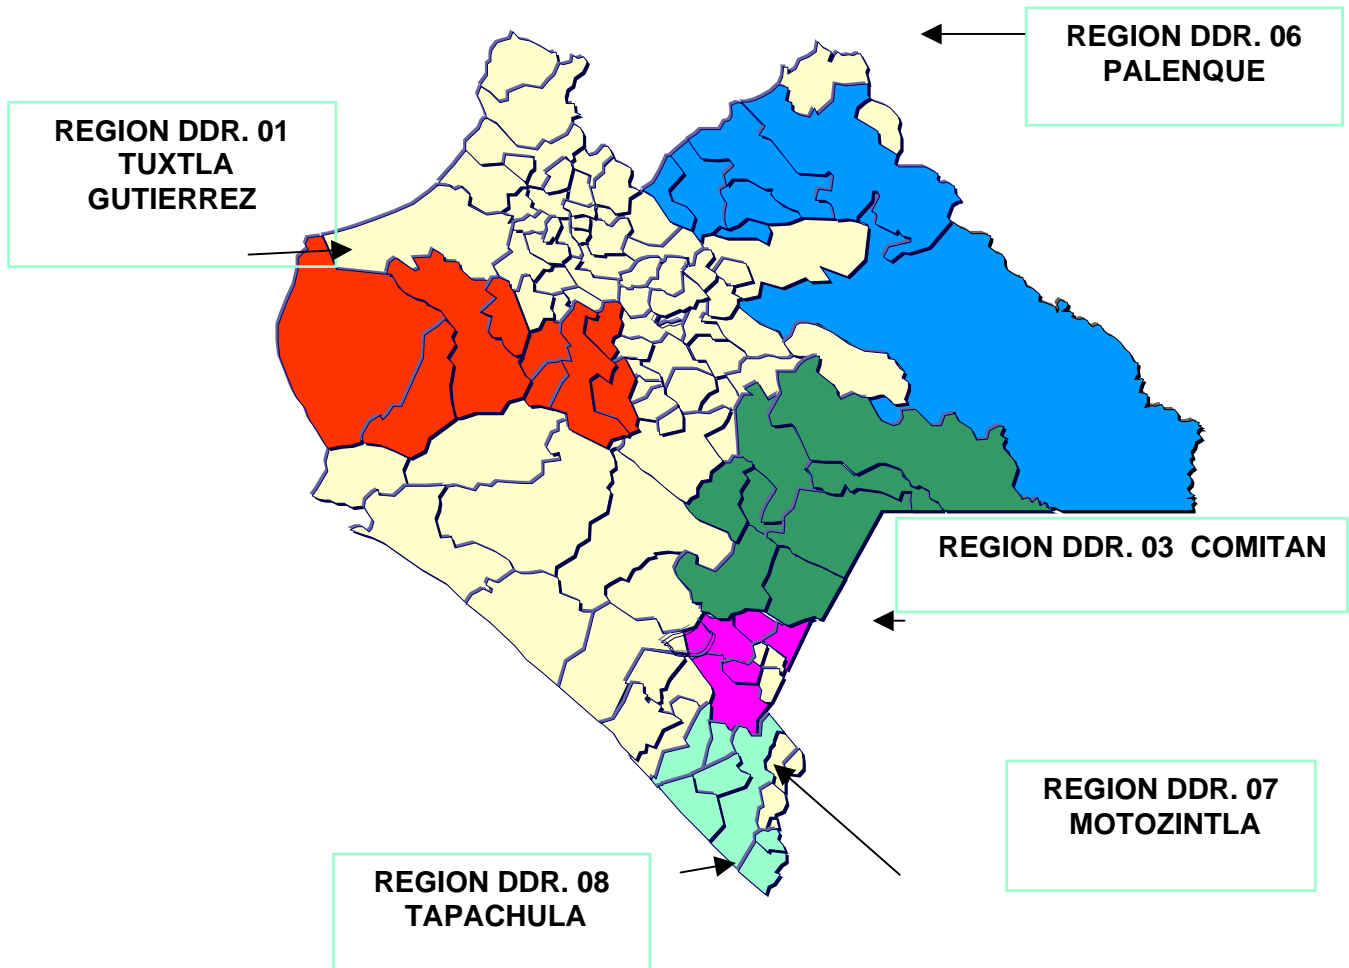 REGION DDR. 06
PALENQUE
REGION DDR. 01
TUXTLA
GUTIERREZ
REGION DDR. 03  COMITAN
REGION DDR. 07
MOTOZINTLA
REGION DDR. 08
TAPACHULA